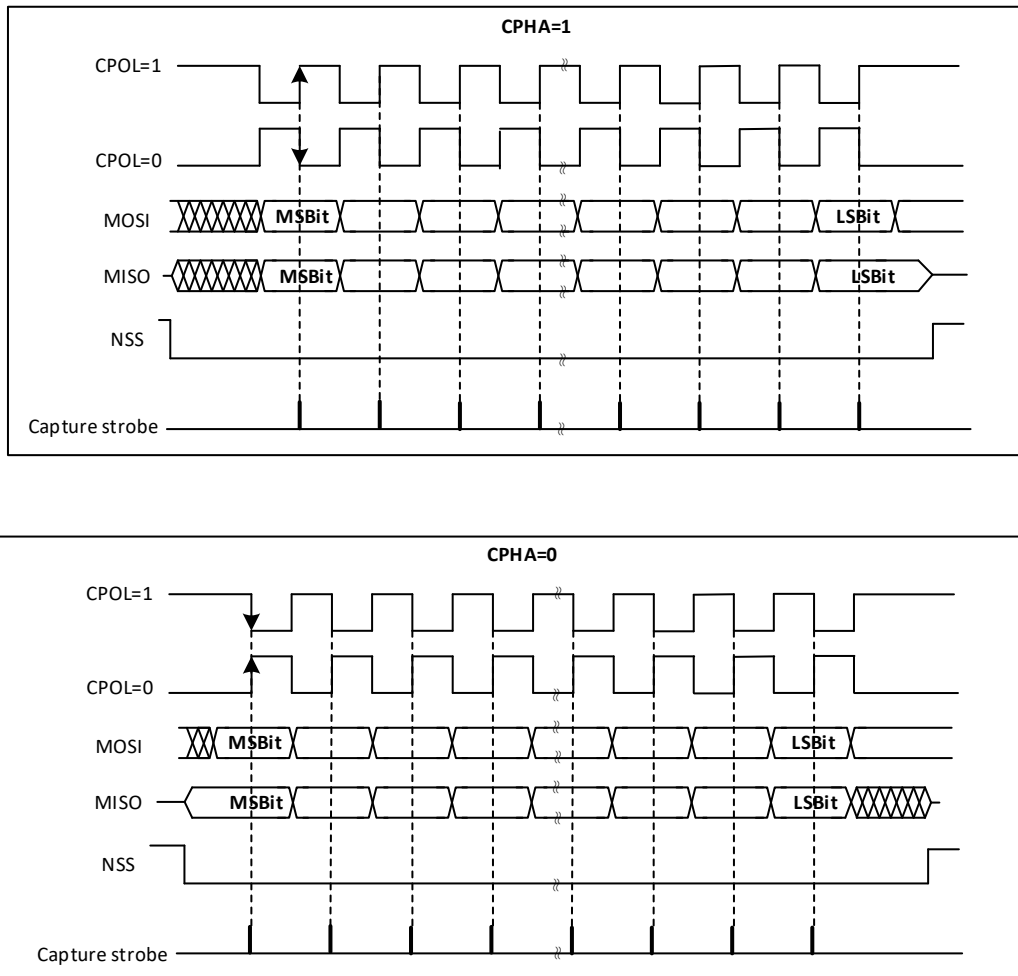 CPHA=1
CPOL=1
CPOL=0
MOSI MSBit LSBit
MISO MSBit LSBit
NSS
Capture strobe
CPHA=0
CPOL=1
CPOL=0
MOSI MSBit LSBit
MISO MSBit LSBit
NSS
Capture strobe